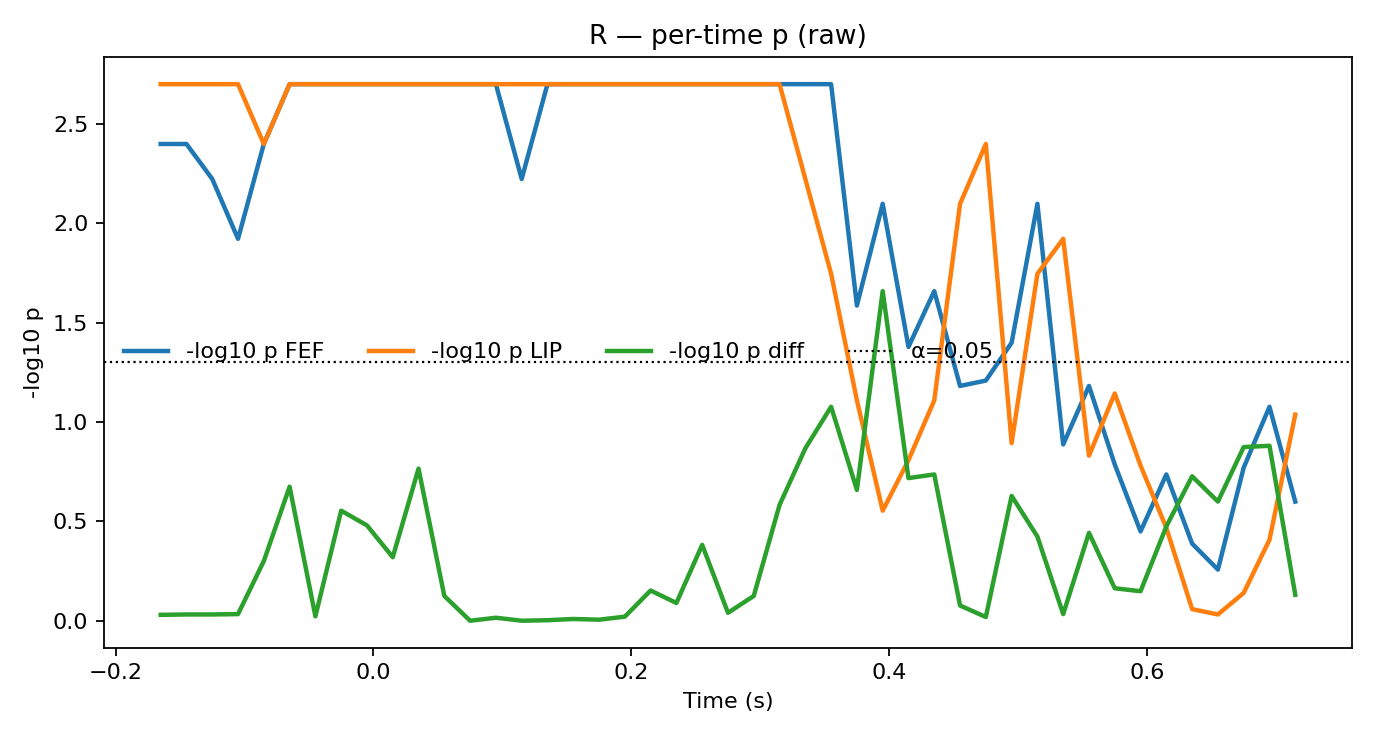 R — per-time p (raw)
-log10 p
2.5
2.0
1.5
1.0
0.5
0.0
-log10 p FEF -log10 p LIP -log10 p diff α=0.05
−0.2 0.0 0.2 0.4 0.6
Time (s)